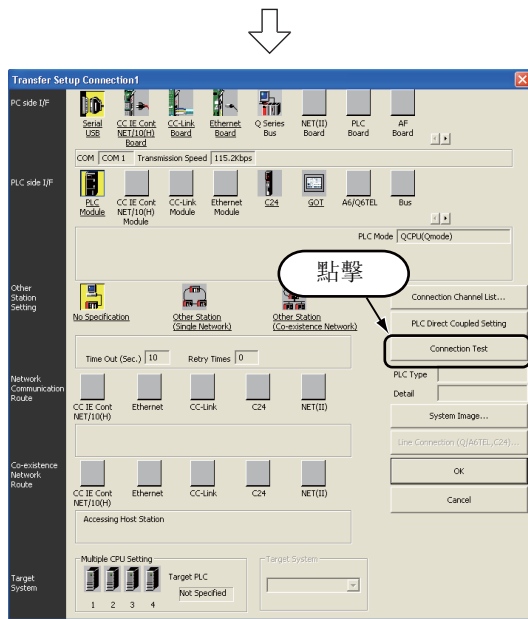 Transfer Setup Connection1
PC side I/F
Serial USB
CC IE Cont NET/10(H) Board
CC-Link Board
Ethernet Board
Q Series Bus
NET(II) Board
PLC Board
AF Board
COM COM 1 Transmission Speed 115.2Kbps
PLC side I/F
PLC Module
CC IE Cont NET/10(H) Module
CC-Link Module
Ethernet Module
C24
GOT
A6/Q6TEL
Bus
PLC Mode QCPU(Qmode)
點擊
Other Station Setting
No Specification
Other Station (Single Network)
Other Station (Co-existence Network)
Time Out (Sec.) 10 Retry Times 0
Connection Channel List...
PLC Direct Coupled Setting
Connection Test
PLC Type
Detail
System Image...
Line Connection (Q/A6TEL,C24)...
OK
Cancel
Network Communication Route
CC IE Cont NET/10(H)
Ethernet
CC-Link
C24
NET(II)
Co-existence Network Route
CC IE Cont NET/10(H)
Ethernet
CC-Link
C24
NET(II)
Accessing Host Station
Target System
Multiple CPU Setting
1 2 3 4
Target PLC
Not Specified
Target System